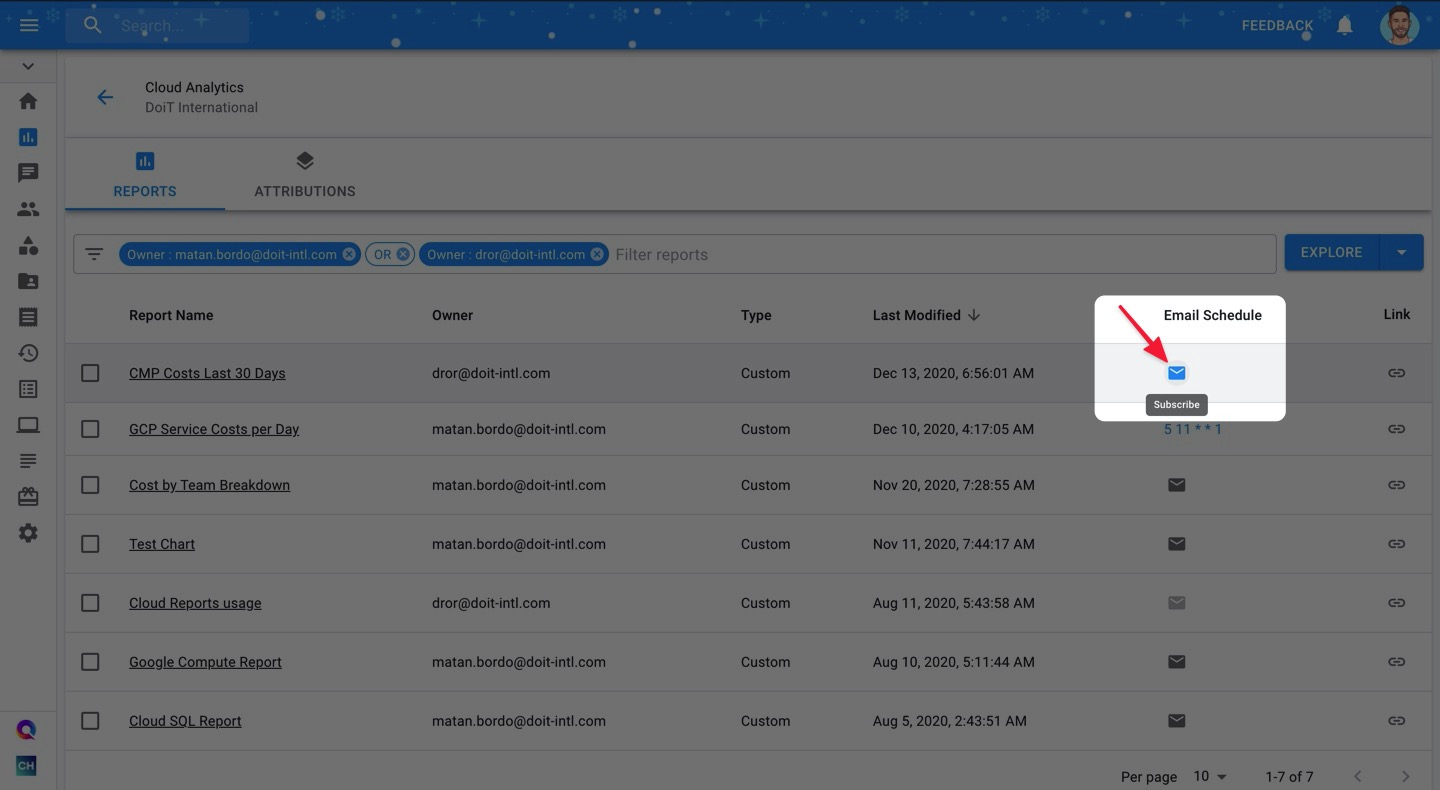 Search...
FEEDBACK
Cloud Analytics
DoiT International
REPORTS
ATTRIBUTIONS
Owner : matan.bordo@doit-intl.com OR Owner : dror@doit-intl.com Filter reports
EXPLORE
Report Name Owner Type Last Modified Email Schedule Link
CMP Costs Last 30 Days dror@doit-intl.com Custom Dec 13, 2020, 6:56:01 AM
Subscribe
GCP Service Costs per Day matan.bordo@doit-intl.com Custom Dec 10, 2020, 4:17:05 AM 5 11 * * 1
Cost by Team Breakdown matan.bordo@doit-intl.com Custom Nov 20, 2020, 7:28:55 AM
Test Chart matan.bordo@doit-intl.com Custom Nov 11, 2020, 7:44:17 AM
Cloud Reports usage dror@doit-intl.com Custom Aug 11, 2020, 5:43:58 AM
Google Compute Report matan.bordo@doit-intl.com Custom Aug 10, 2020, 5:11:44 AM
Cloud SQL Report matan.bordo@doit-intl.com Custom Aug 5, 2020, 2:43:51 AM
CH
Per page 10 1-7 of 7